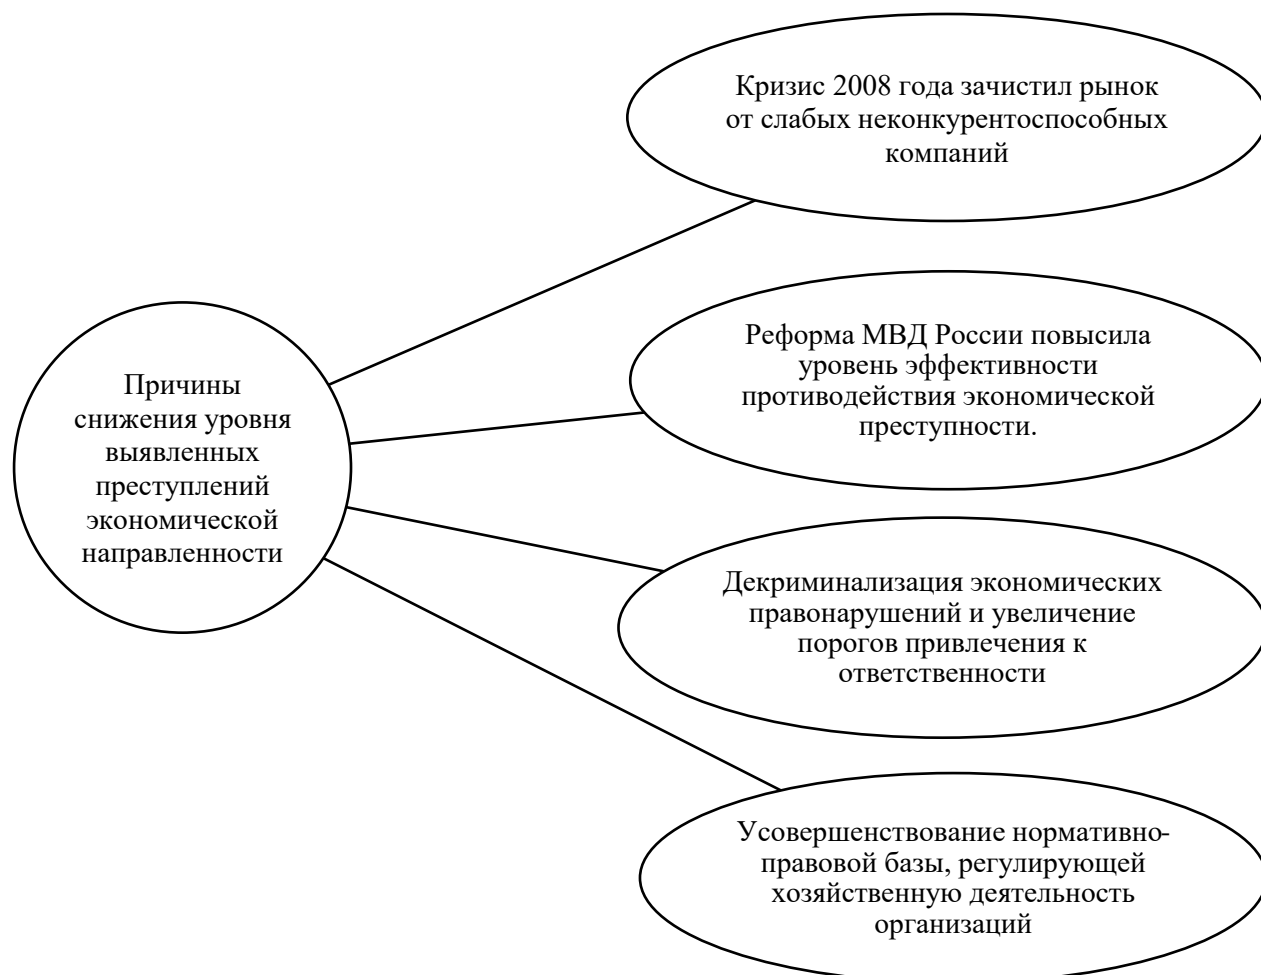 Кризис 2008 года зачистил рынок
от слабых неконкурентоспособных
компаний
Реформа МВД России повысила
уровень эффективности
противодействия экономической
преступности.
Причины
снижения уровня
выявленных
преступлений
экономической
направленности
Декриминализация экономических
правонарушений и увеличение
порогов привлечения к
ответственности
Усовершенствование нормативно-
правовой базы, регулирующей
хозяйственную деятельность
организаций